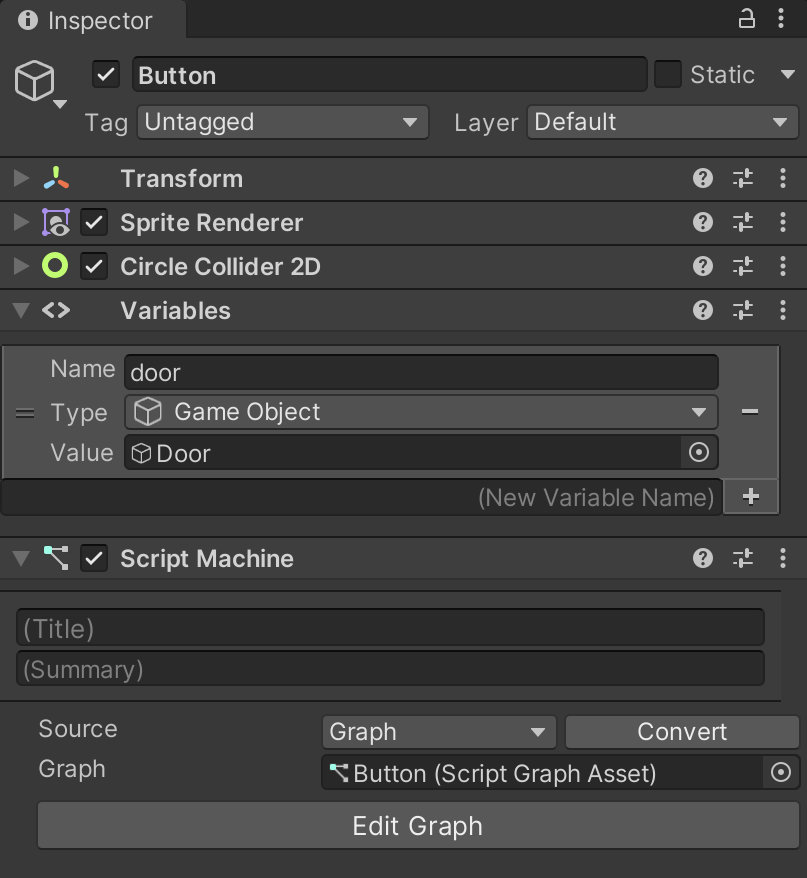 Inspector
Button
Static
Tag Untagged Layer Default
Transform
Sprite Renderer
Circle Collider 2D
Variables
Name door
Type Game Object
Value Door
(New Variable Name)
Script Machine
(Title)
(Summary)
Source Graph Convert
Graph Button (Script Graph Asset)
Edit Graph